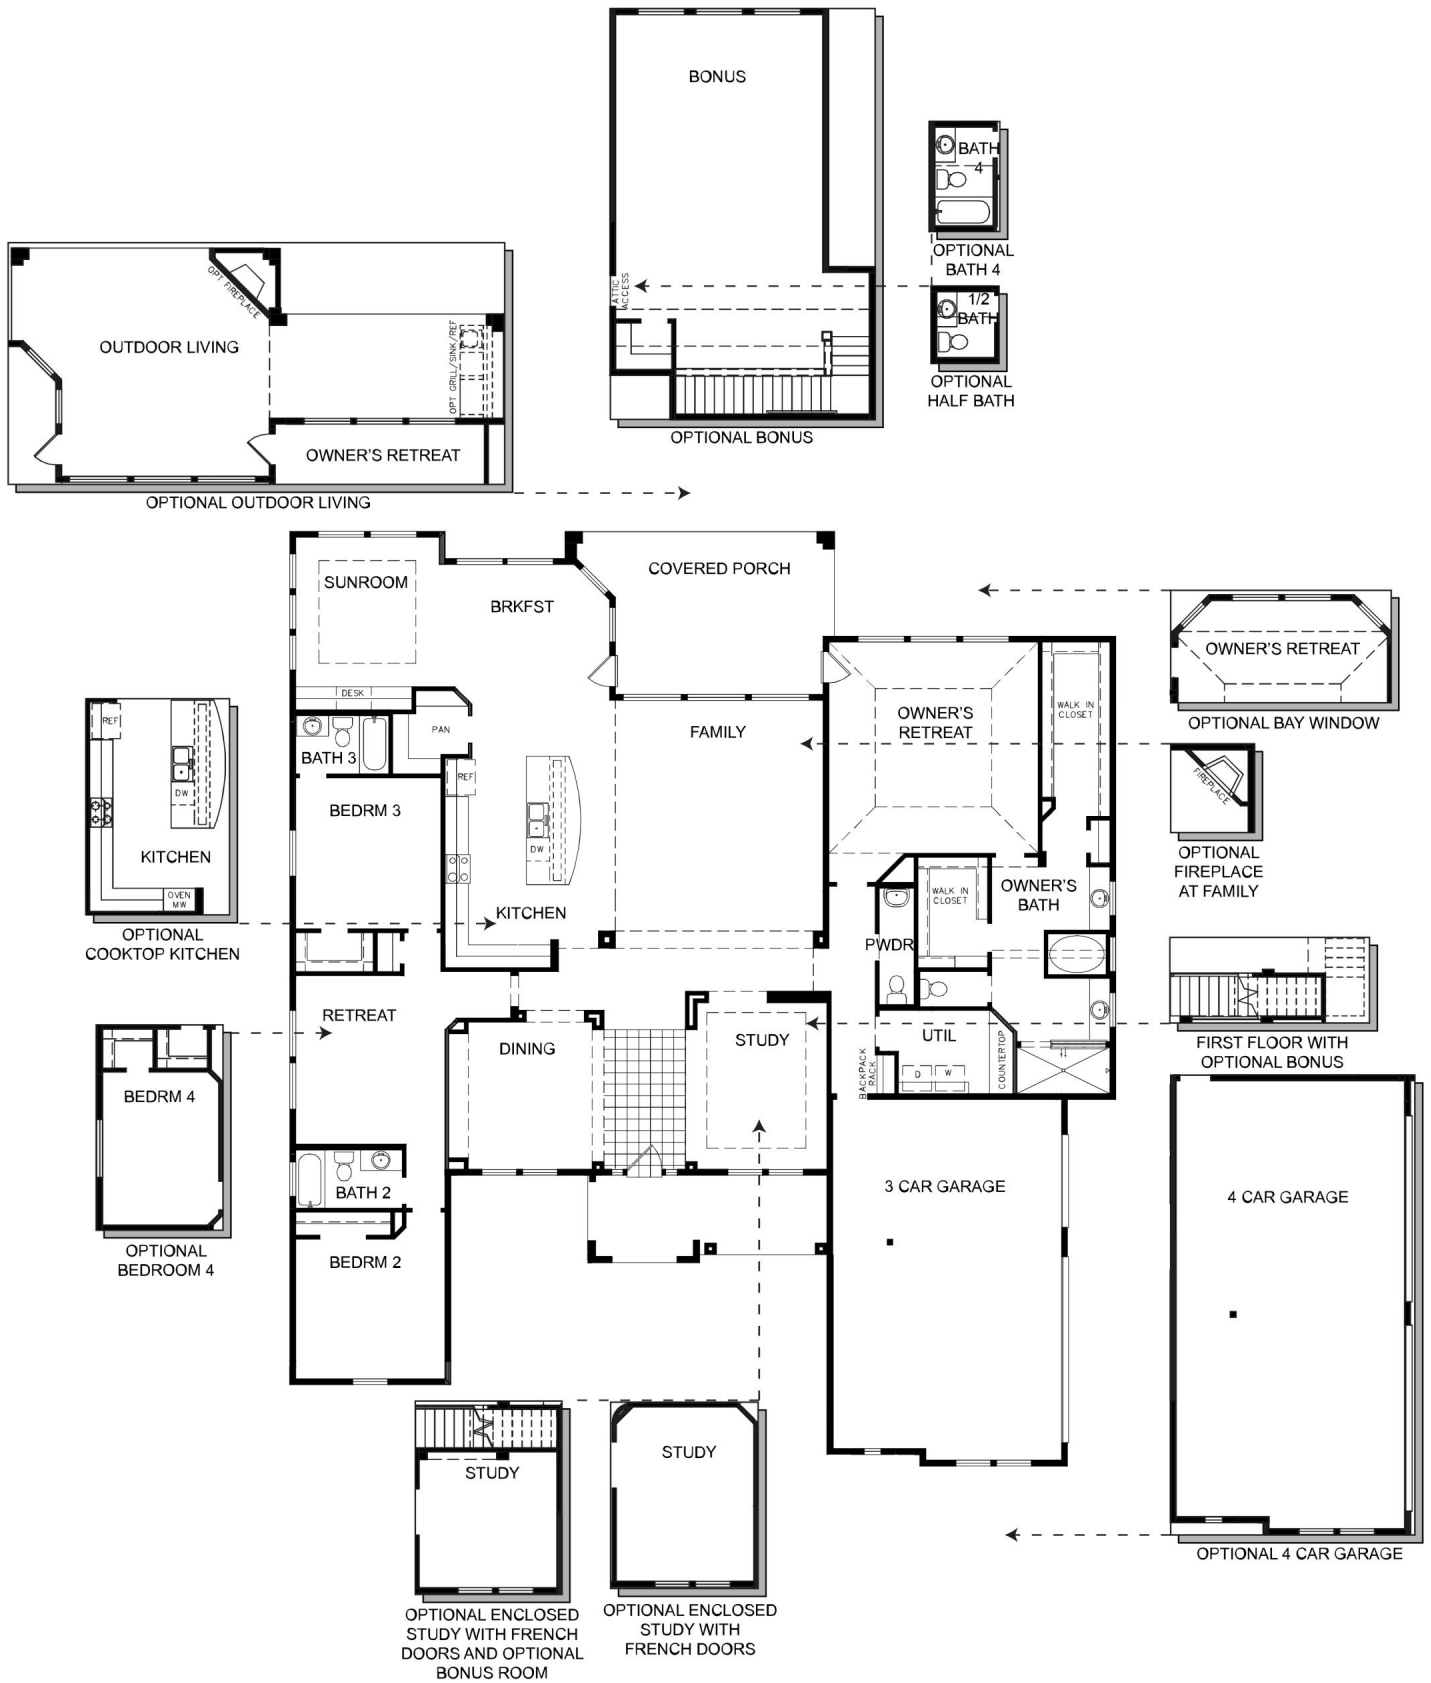 BONUS
ATTIC
ACCESS
OPTIONAL BONUS
BATH
4
OPTIONAL
BATH 4
1/2
BATH
OPTIONAL
HALF BATH
OPT FIREPLACE
OUTDOOR LIVING
OPT GRILL/SINK/REF
OWNER'S RETREAT
OPTIONAL OUTDOOR LIVING
SUNROOM
BRKFST
COVERED PORCH
DESK
PAN
BATH 3
FAMILY
OWNER'S
RETREAT
WALK IN
CLOSET
OWNER'S RETREAT
OPTIONAL BAY WINDOW
REF
DW
KITCHEN
OVEN
MW
OPTIONAL
COOKTOP KITCHEN
BEDRM 3
REF
DW
KITCHEN
FIREPLACE
OPTIONAL
FIREPLACE
AT FAMILY
WALK IN
CLOSET
OWNER'S
BATH
PWDR
RETREAT
DINING
STUDY
UTIL
D
W
COUNTERTOP
BACKPACK
RACK
FIRST FLOOR WITH
OPTIONAL BONUS
BEDRM 4
OPTIONAL
BEDROOM 4
BATH 2
BEDRM 2
3 CAR GARAGE
4 CAR GARAGE
OPTIONAL 4 CAR GARAGE
STUDY
OPTIONAL ENCLOSED
STUDY WITH FRENCH
DOORS AND OPTIONAL
BONUS ROOM
STUDY
OPTIONAL ENCLOSED
STUDY WITH
FRENCH DOORS